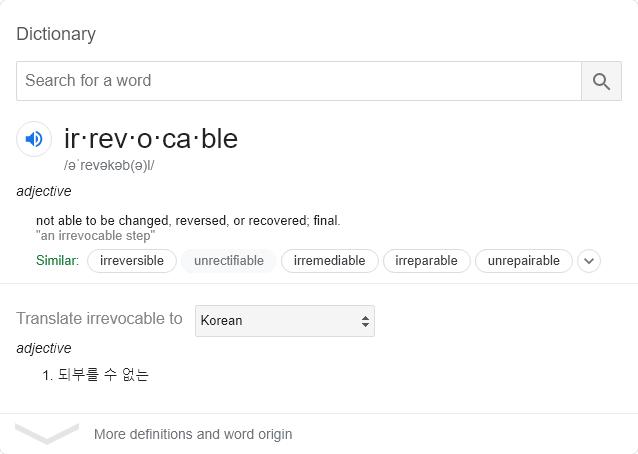 Dictionary
Search for a word
ir·rev·o·ca·ble
/əˈrevəkəb(ə)l/
adjective
not able to be changed, reversed, or recovered; final.
"an irrevocable step"
Similar: irreversible unrectifiable irremediable irreparable unrepairable
Translate irrevocable to Korean
adjective
1. 되부를 수 없는
More definitions and word origin